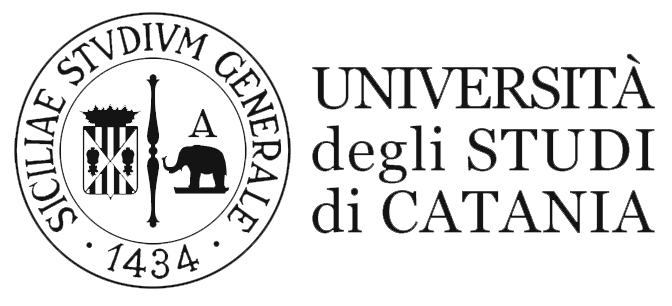 SICILIAE STVDIVM GENERALE
· 1434 ·
A
UNIVERSITÀ
degli STUDI
di CATANIA